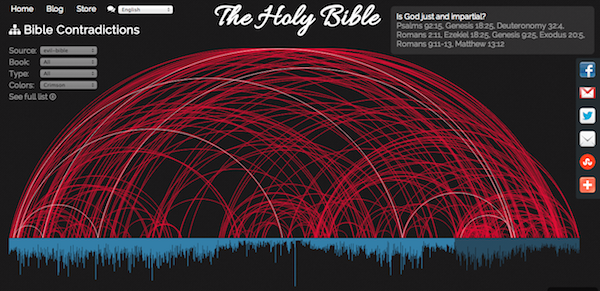 Home Blog Store English
The Holy Bible
Is God just and impartial?
Psalms 92:15, Genesis 18:25, Deuteronomy 32:4,
Romans 2:11, Ezekiel 18:25, Genesis 9:25, Exodus 20:5,
Romans 9:11-13, Matthew 13:12
Bible Contradictions
Source: evil-bible
Book: All
Type: All
Colors: Crimson
See full list